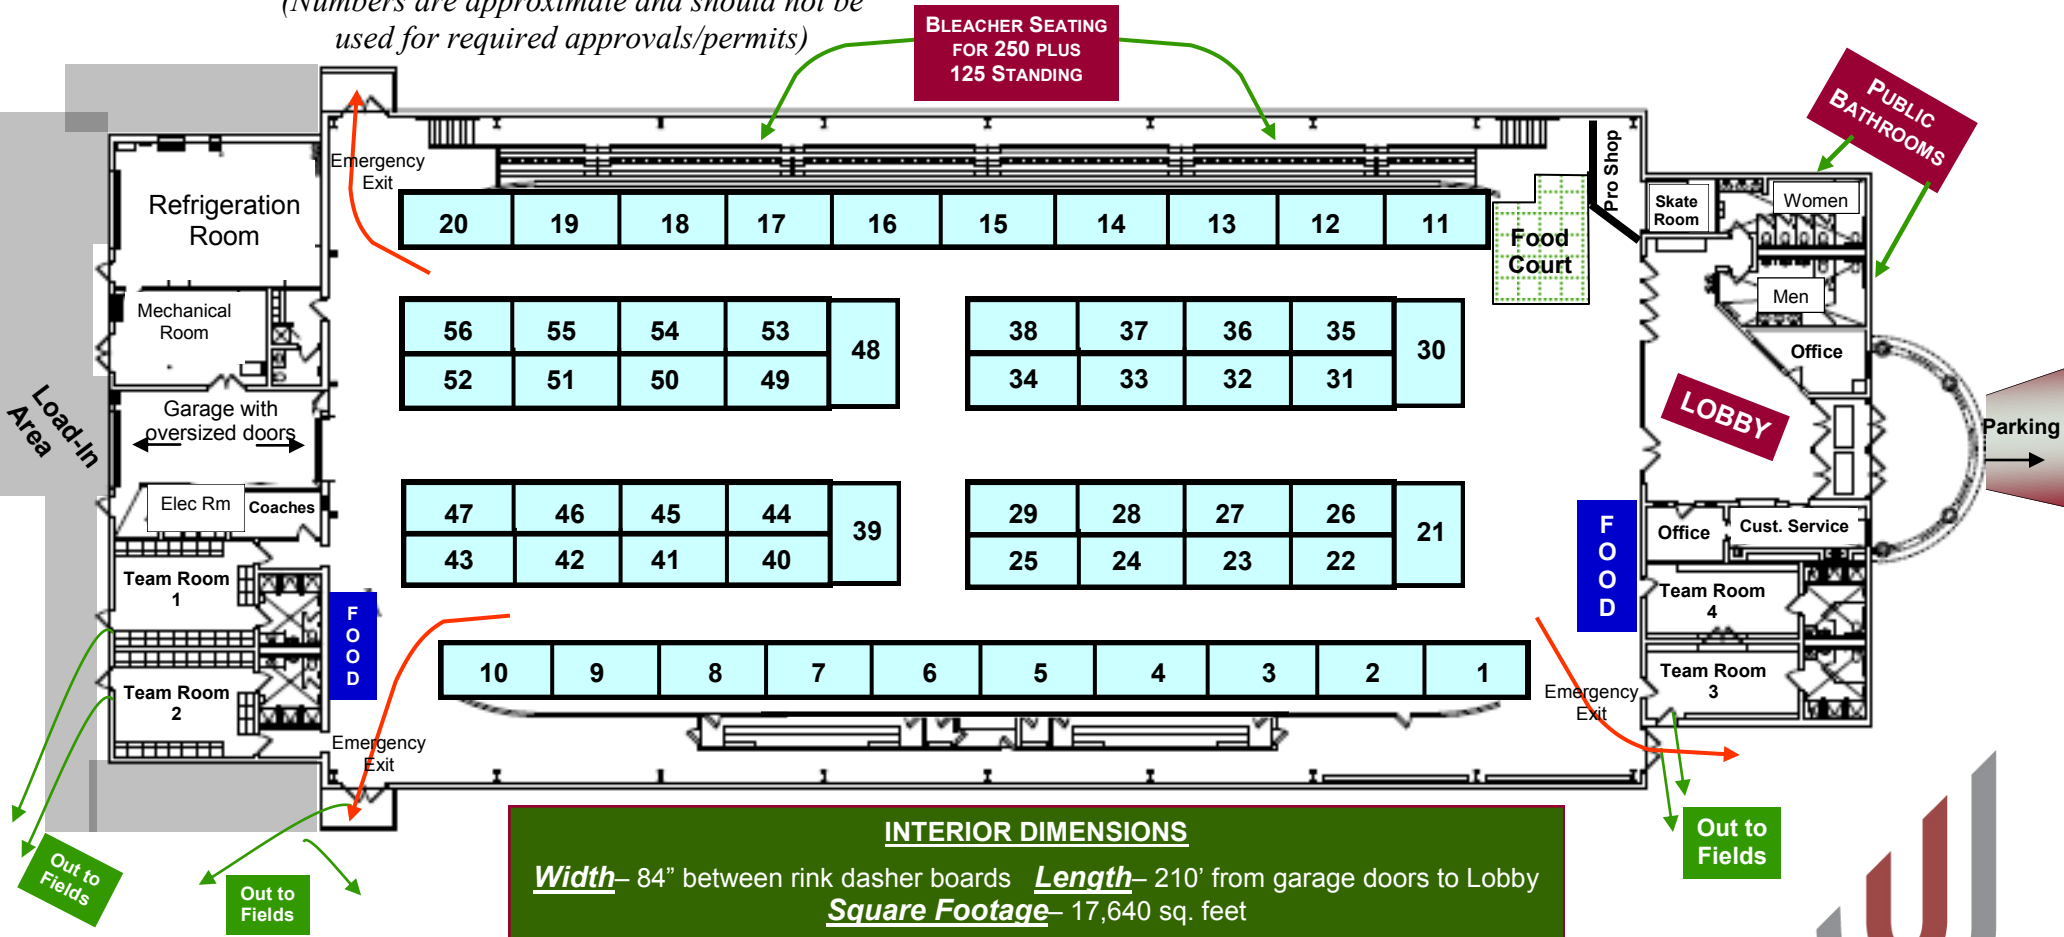 (Numbers are approximate and should not be
used for required approvals/permits)
BLEACHER SEATING
FOR 250 PLUS
125 STANDING
PUBLIC
BATHROOMS
Emergency
Exit
Pro Shop
Refrigeration
Room
Skate
Room
Women
20 19 18 17 16 15 14 13 12 11
Food
Court
Mechanical
Room
Men
56 55 54 53
48
52 51 50 49
38 37 36 35
30
34 33 32 31
Office
Load-In
Area
Garage with
oversized doors
LOBBY
Parking
Elec Rm
Coaches
47 46 45 44
39
43 42 41 40
29 28 27 26
21
25 24 23 22
FOOD
Office
Cust. Service
Team Room
1
Team Room
4
FOOD
Team Room
2
10 9 8 7 6 5 4 3 2 1
Team Room
3
Emergency
Exit
Emergency
Exit
Out to
Fields
Out to
Fields
Out to
Fields
INTERIOR DIMENSIONS
Width– 84” between rink dasher boards Length– 210’ from garage doors to Lobby
Square Footage– 17,640 sq. feet